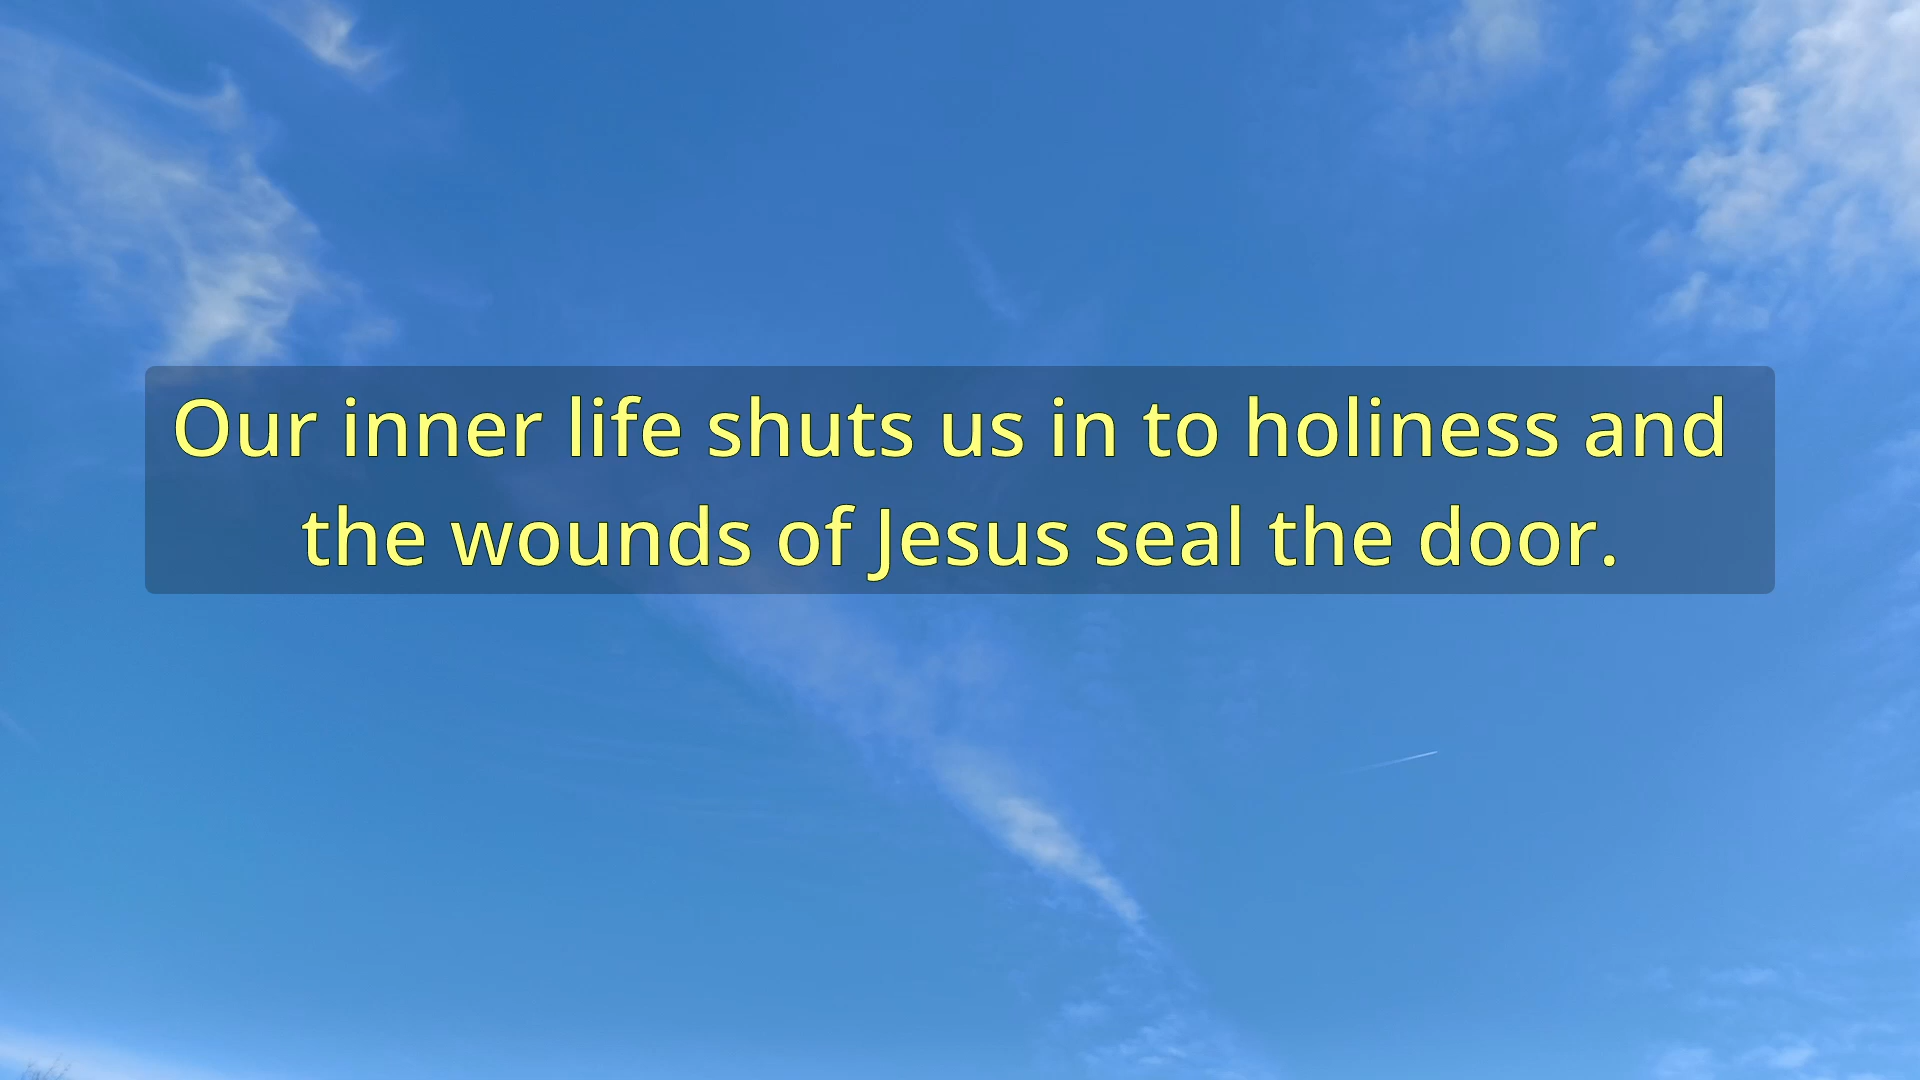 Our inner life shuts us in to holiness and
the wounds of Jesus seal the door.